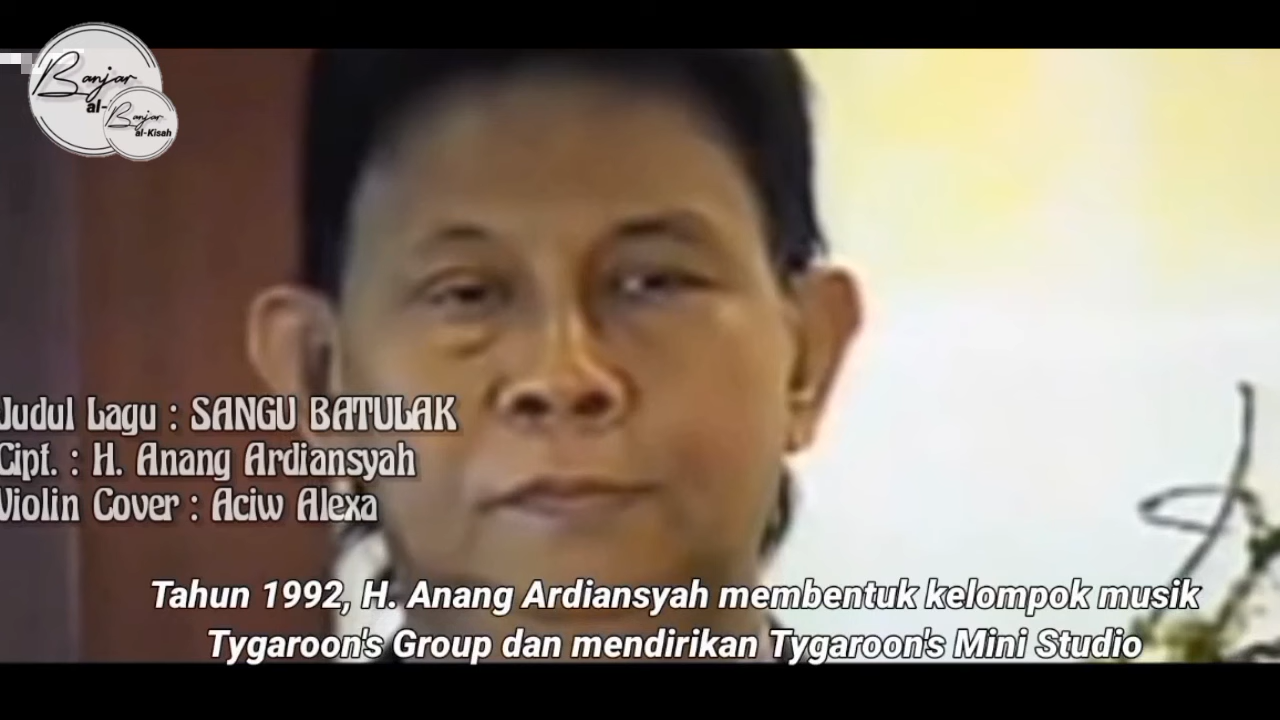 Banjar
al-
Banjar
al-Kisah
Judul Lagu : SANGU BATULAK
Cipt. : H. Anang Ardiansyah
Violin Cover : Aciw Alexa
Tahun 1992, H. Anang Ardiansyah membentuk kelompok musik
Tygaroon's Group dan mendirikan Tygaroon's Mini Studio